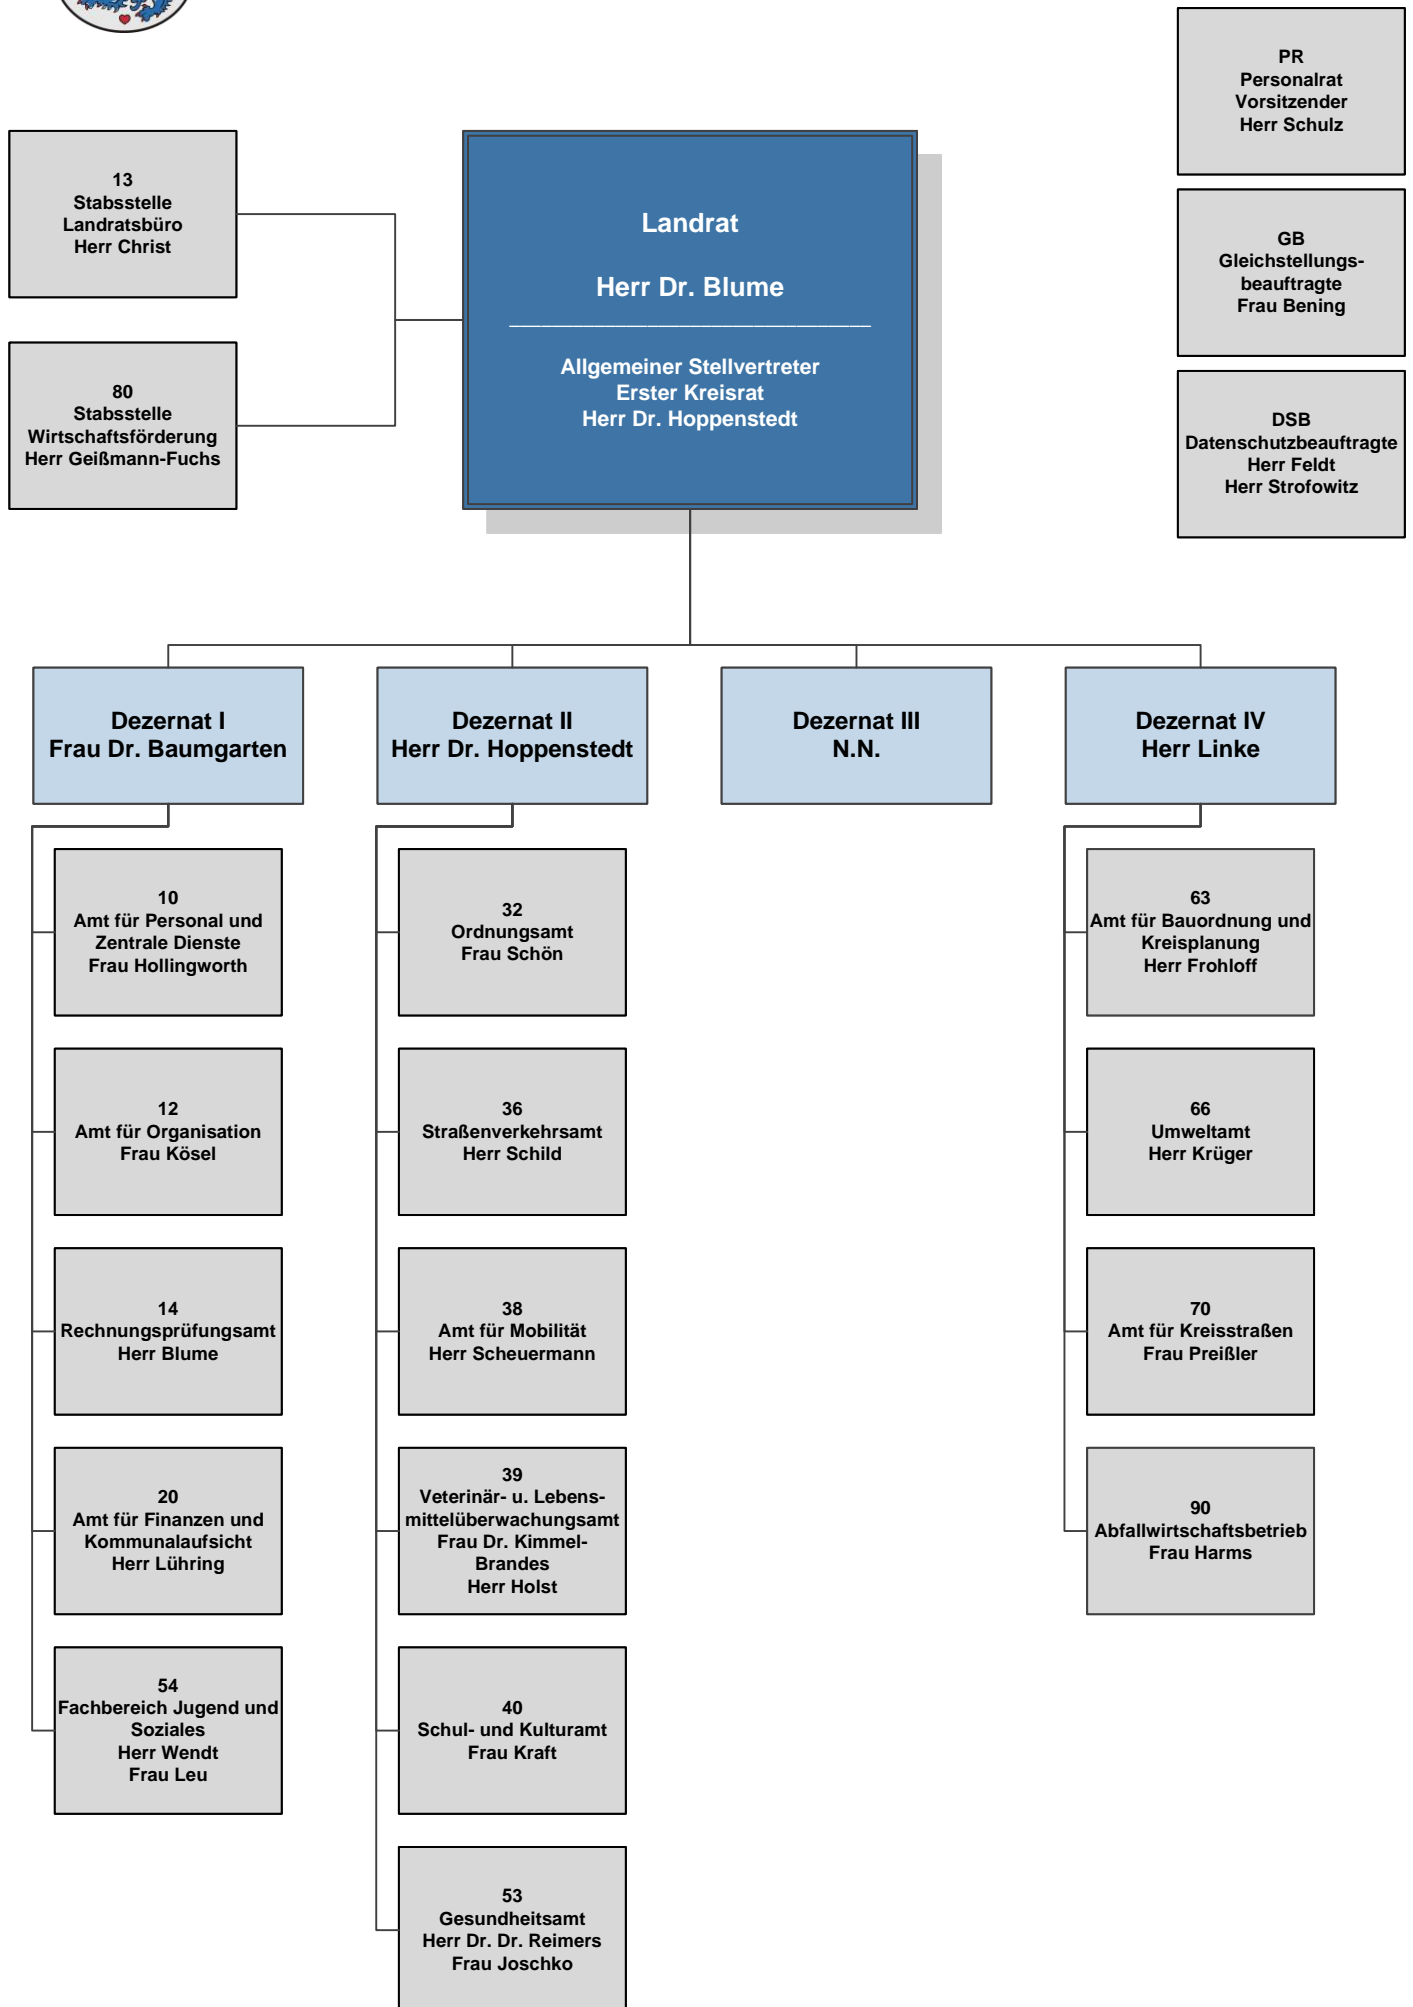 PR
Personalrat
Vorsitzender
Herr Schulz
13
Stabsstelle
Landratsbüro
Herr Christ
Landrat
Herr Dr. Blume
Allgemeiner Stellvertreter
Erster Kreisrat
Herr Dr. Hoppenstedt
GB
Gleichstellungs-
beauftragte
Frau Bening
80
Stabsstelle
Wirtschaftsförderung
Herr Geißmann-Fuchs
DSB
Datenschutzbeauftragte
Herr Feldt
Herr Strofowitz
Dezernat I
Frau Dr. Baumgarten
Dezernat II
Herr Dr. Hoppenstedt
Dezernat III
N.N.
Dezernat IV
Herr Linke
10
Amt für Personal und
Zentrale Dienste
Frau Hollingworth
32
Ordnungsamt
Frau Schön
63
Amt für Bauordnung und
Kreisplanung
Herr Frohloff
12
Amt für Organisation
Frau Kösel
36
Straßenverkehrsamt
Herr Schild
66
Umweltamt
Herr Krüger
14
Rechnungsprüfungsamt
Herr Blume
38
Amt für Mobilität
Herr Scheuermann
70
Amt für Kreisstraßen
Frau Preißler
20
Amt für Finanzen und
Kommunalaufsicht
Herr Lühring
39
Veterinär- u. Lebens-
mittelüberwachungsamt
Frau Dr. Kimmel-
Brandes
Herr Holst
90
Abfallwirtschaftsbetrieb
Frau Harms
54
Fachbereich Jugend und
Soziales
Herr Wendt
Frau Leu
40
Schul- und Kulturamt
Frau Kraft
53
Gesundheitsamt
Herr Dr. Dr. Reimers
Frau Joschko